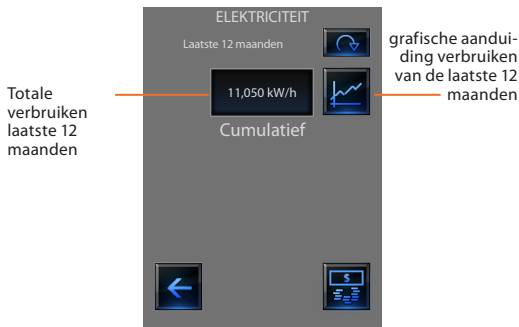 ELEKTRICITEIT
Laatste 12 maanden
11,050 kW/h
Cumulatief
Totale
verbruiken
laatste 12
maanden
grafische aandui-
ding verbruiken
van de laatste 12
maanden
$